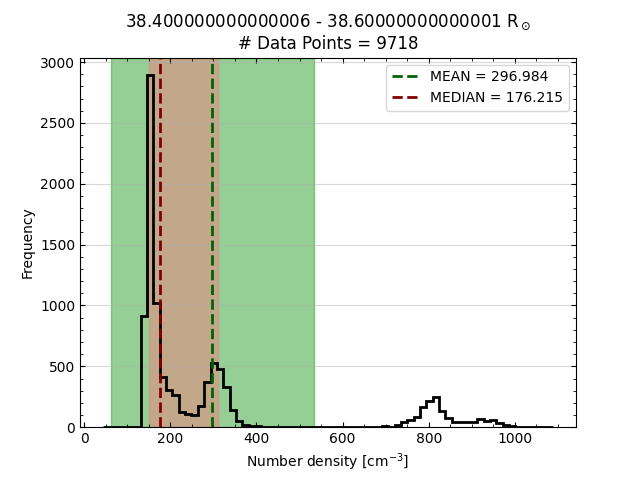 38.400000000000006 - 38.60000000000001 R⊙
# Data Points = 9718
MEAN = 296.984
MEDIAN = 176.215
3000
2500
2000
1500
1000
500
0
Frequency
0 200 400 600 800 1000
Number density [cm⁻³]